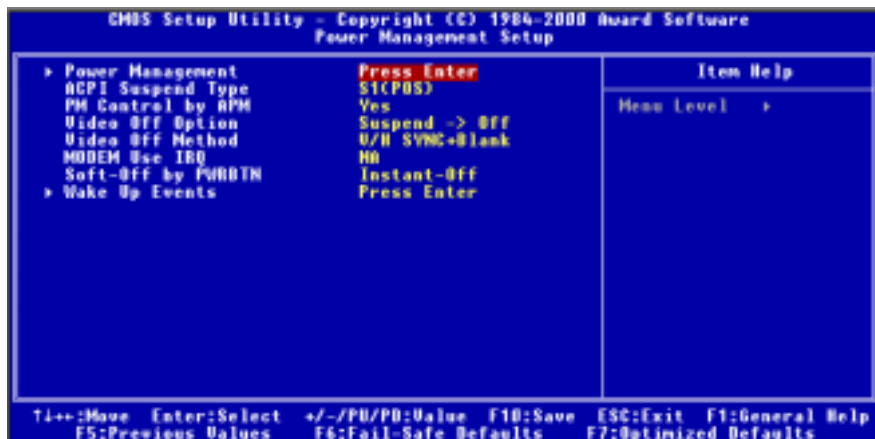 CMOS Setup Utility - Copyright (C) 1984-2000 Award Software
Power Management Setup
▸ Power Management Press Enter
ACPI Suspend Type S1(POS)
PM Control by APM Yes
Video Off Option Suspend -> Off
Video Off Method V/H SYNC+Blank
MODEM Use IRQ NA
Soft-Off by PWRBTN Instant-Off
▸ Wake Up Events Press Enter
Item Help
Menu Level ▸
↑↓→←:Move Enter:Select +/-/PU/PD:Value F10:Save ESC:Exit F1:General Help
F5:Previous Values F6:Fail-Safe Defaults F7:Optimized Defaults